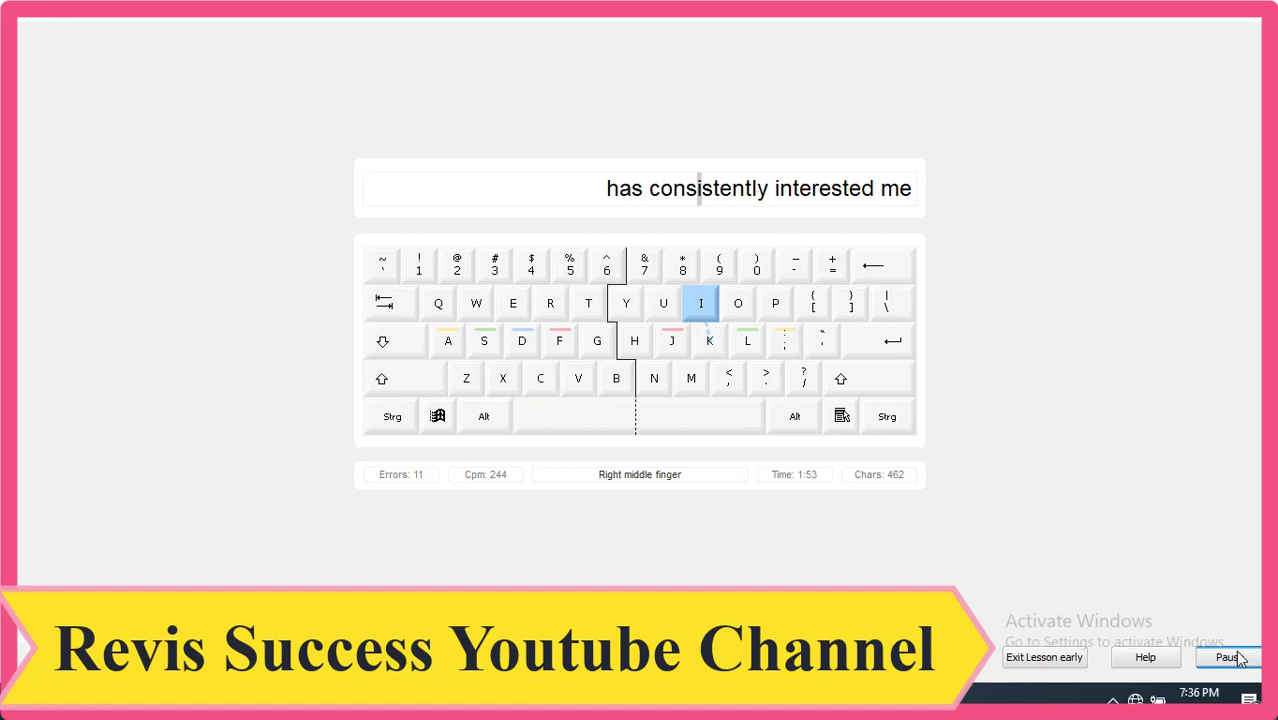 has consistently interested me
~ ! @ # $ % ^ & * ( ) _ +
` 1 2 3 4 5 6 7 8 9 0 - =
Q W E R T Y U I O P { [ } ] | \
A S D F G H J K L : ; " '
Z X C V B N M < , > . ? /
Strg Alt Alt Strg
Errors: 11 Cpm: 244 Right middle finger Time: 1:53 Chars: 462
Activate Windows
Go to Settings to activate Windows.
Exit Lesson early Help Paus
Revis Success Youtube Channel
7:36 PM